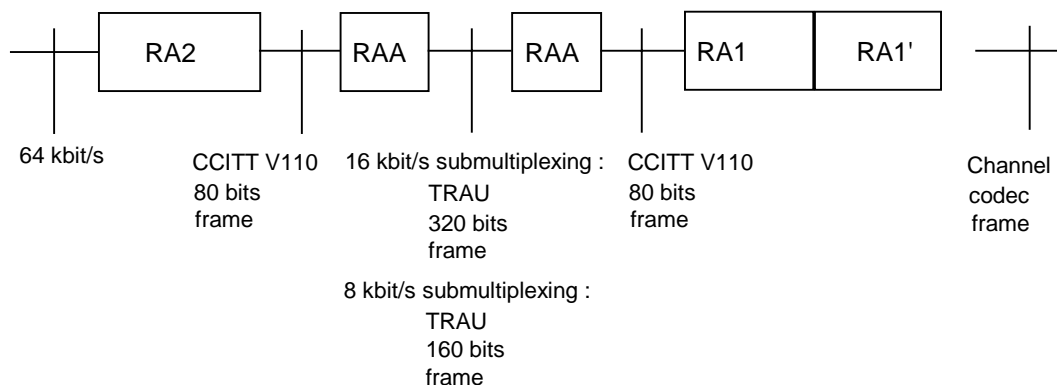 RA2
RAA
RAA
RA1
RA1'
64 kbit/s
CCITT V110
80 bits
frame
16 kbit/s submultiplexing :
TRAU
320 bits
frame
8 kbit/s submultiplexing :
TRAU
160 bits
frame
CCITT V110
80 bits
frame
Channel
codec
frame